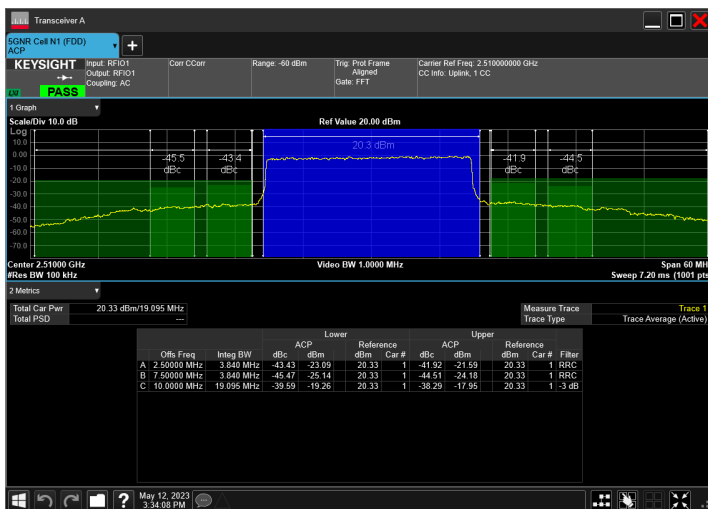 Transceiver A
5GNR Cell N1 (FDD)
ACP
KEYSIGHT
LXI
PASS
Input: RFIO1
Output: RFIO1
Coupling: AC
Corr CCorr
Range: -60 dBm
Trig: Prot Frame
Aligned
Gate: FFT
Carrier Ref Freq: 2.510000000 GHz
CC Info: Uplink, 1 CC
1 Graph
Scale/Div 10.0 dB
Ref Value 20.00 dBm
Log
10.0
0.00
-10.0
-20.0
-30.0
-40.0
-50.0
-60.0
-70.0
-45.5
dBc
-43.4
dBc
20.3 dBm
-41.9
dBc
-44.5
dBc
Center 2.51000 GHz
#Res BW 100 kHz
Video BW 1.0000 MHz
Span 60 MH
Sweep 7.20 ms (1001 pts
2 Metrics
Total Car Pwr 20.33 dBm/19.095 MHz
Total PSD ---
Measure Trace Trace 1
Trace Type Trace Average (Active)
Lower Upper
ACP Reference ACP Reference
Offs Freq Integ BW dBc dBm dBm Car # dBc dBm dBm Car # Filter
A 2.50000 MHz 3.840 MHz -43.43 -23.09 20.33 1 -41.92 -21.59 20.33 1 RRC
B 7.50000 MHz 3.840 MHz -45.47 -25.14 20.33 1 -44.51 -24.18 20.33 1 RRC
C 10.0000 MHz 19.095 MHz -39.59 -19.26 20.33 1 -38.29 -17.95 20.33 1 -3 dB
May 12, 2023
3:34:08 PM